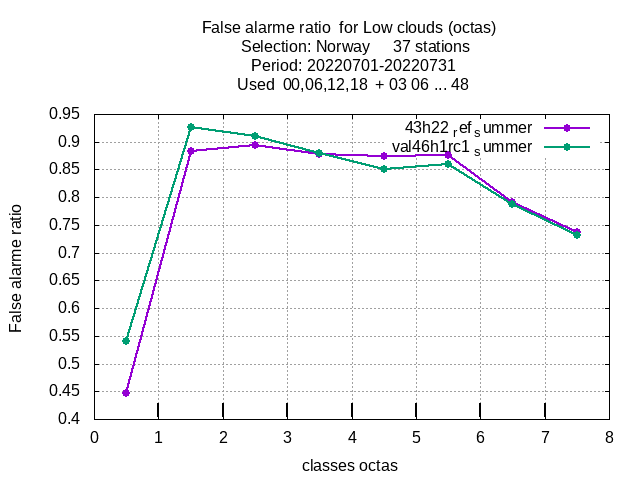 False alarme ratio  for Low clouds (octas)
Selection: Norway     37 stations
Period: 20220701-20220731
Used  00,06,12,18  + 03 06 ... 48
43h22 ref summer
val46h1rc1 summer
0.95
0.9
0.85
0.8
0.75
0.7
0.65
0.6
0.55
0.5
0.45
0.4
False alarme ratio
0 1 2 3 4 5 6 7 8
classes octas